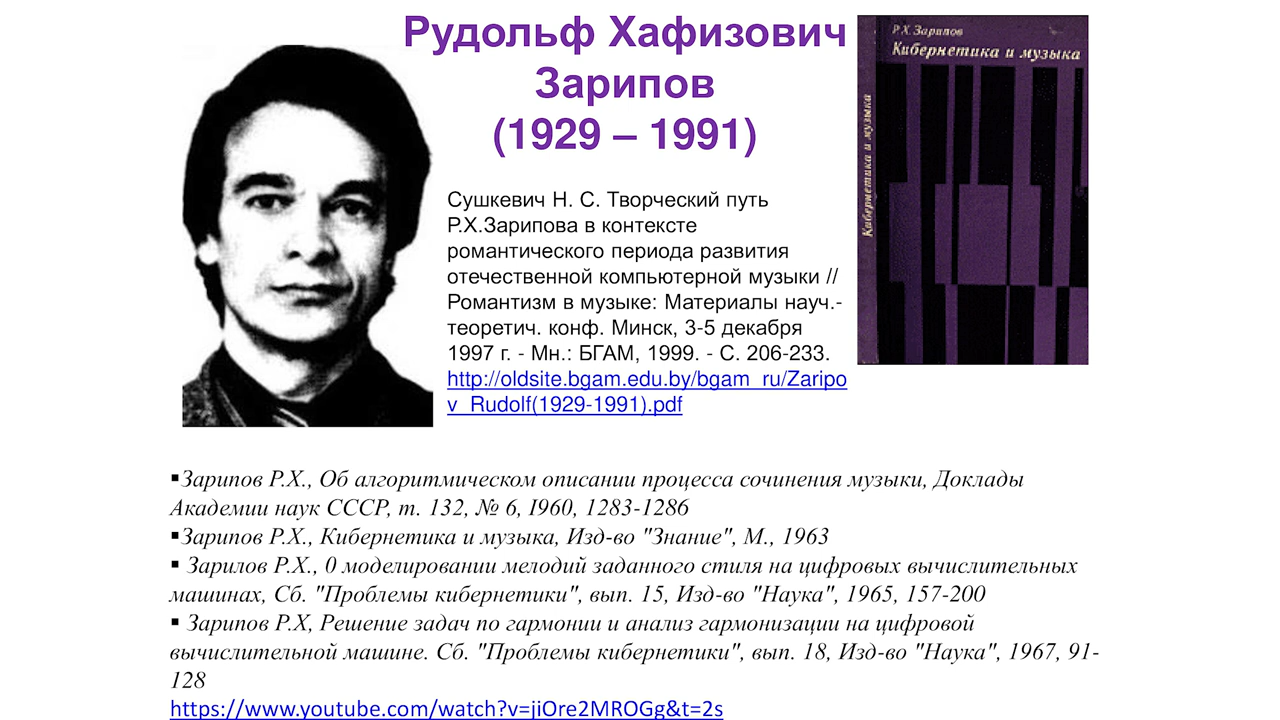 Рудольф Хафизович
Зарипов
(1929 – 1991)
Р.Х.Зарипов
Кибернетика и музыка
Кибернетика и музыка
Сушкевич Н. С. Творческий путь
Р.Х.Зарипова в контексте
романтического периода развития
отечественной компьютерной музыки //
Романтизм в музыке: Материалы науч.-
теоретич. конф. Минск, 3-5 декабря
1997 г. - Мн.: БГАМ, 1999. - С. 206-233.
http://oldsite.bgam.edu.by/bgam_ru/Zaripo
v_Rudolf(1929-1991).pdf
▪Зарипов Р.Х., Об алгоритмическом описании процесса сочинения музыки, Доклады
Академии наук СССР, т. 132, № 6, I960, 1283-1286
▪Зарипов Р.Х., Кибернетика и музыка, Изд-во "Знание", М., 1963
▪ Зарилов Р.Х., 0 моделировании мелодий заданного стиля на цифровых вычислительных
машинах, Сб. "Проблемы кибернетики", вып. 15, Изд-во "Наука", 1965, 157-200
▪ Зарипов Р.Х, Решение задач по гармонии и анализ гармонизации на цифровой
вычислительной машине. Сб. "Проблемы кибернетики", вып. 18, Изд-во "Наука", 1967, 91-
128
https://www.youtube.com/watch?v=jiOre2MROGg&t=2s